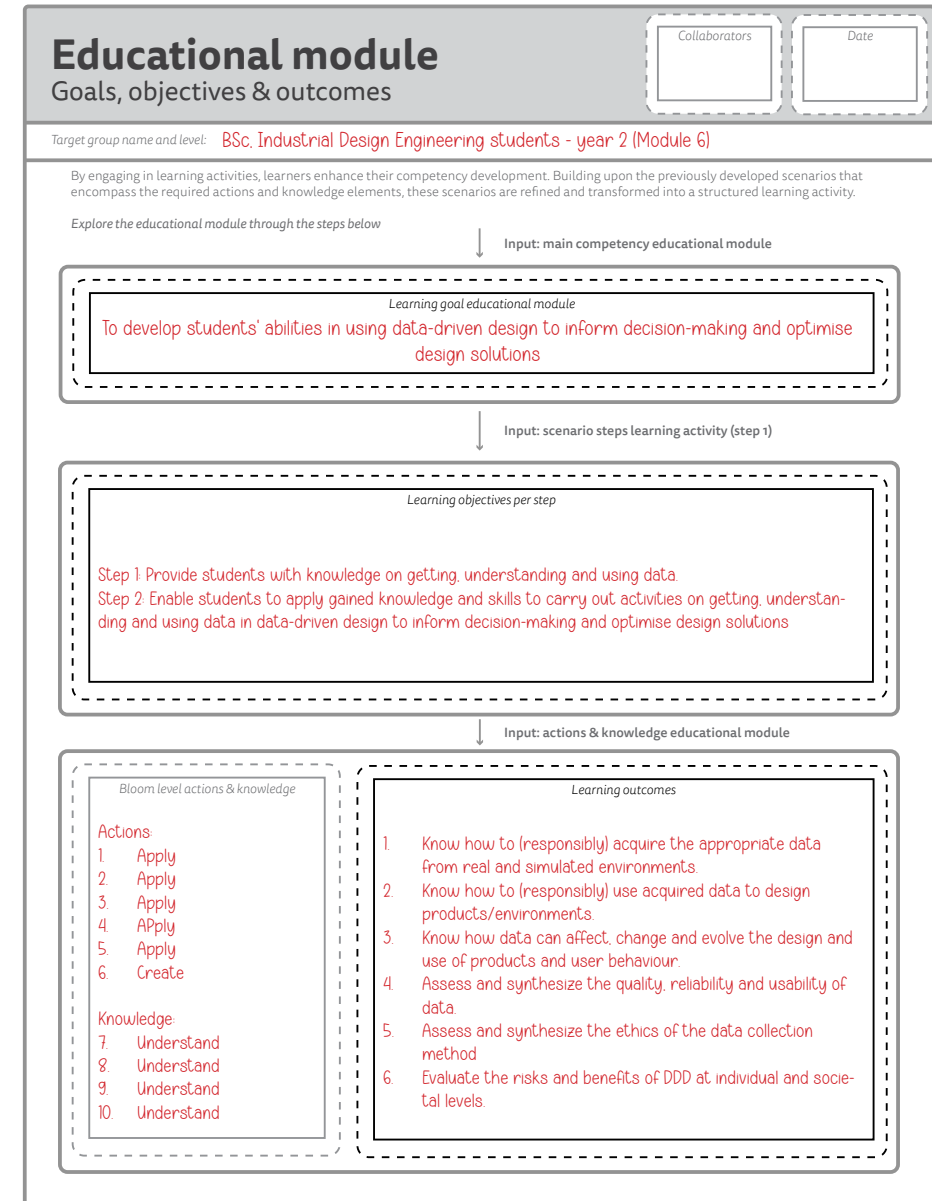 Educational module
Goals, objectives & outcomes
Collaborators
Date
Target group name and level: BSc. Industrial Design Engineering students - year 2 (Module 6)
By engaging in learning activities, learners enhance their competency development. Building upon the previously developed scenarios that
encompass the required actions and knowledge elements, these scenarios are refined and transformed into a structured learning activity.
Explore the educational module through the steps below
Input: main competency educational module
Learning goal educational module
To develop students' abilities in using data-driven design to inform decision-making and optimise
design solutions
Input: scenario steps learning activity (step 1)
Learning objectives per step
Step 1: Provide students with knowledge on getting, understanding and using data.
Step 2: Enable students to apply gained knowledge and skills to carry out activities on getting, understan-
ding and using data in data-driven design to inform decision-making and optimise design solutions
Input: actions & knowledge educational module
Bloom level actions & knowledge
Actions:
1. Apply
2. Apply
3. Apply
4. APply
5. Apply
6. Create
Knowledge:
7. Understand
8. Understand
9. Understand
10. Understand
Learning outcomes
1. Know how to (responsibly) acquire the appropriate data
from real and simulated environments.
2. Know how to (responsibly) use acquired data to design
products/environments.
3. Know how data can affect, change and evolve the design and
use of products and user behaviour.
4. Assess and synthesize the quality, reliability and usability of
data.
5. Assess and synthesize the ethics of the data collection
method
6. Evaluate the risks and benefits of DDD at individual and socie-
tal levels.